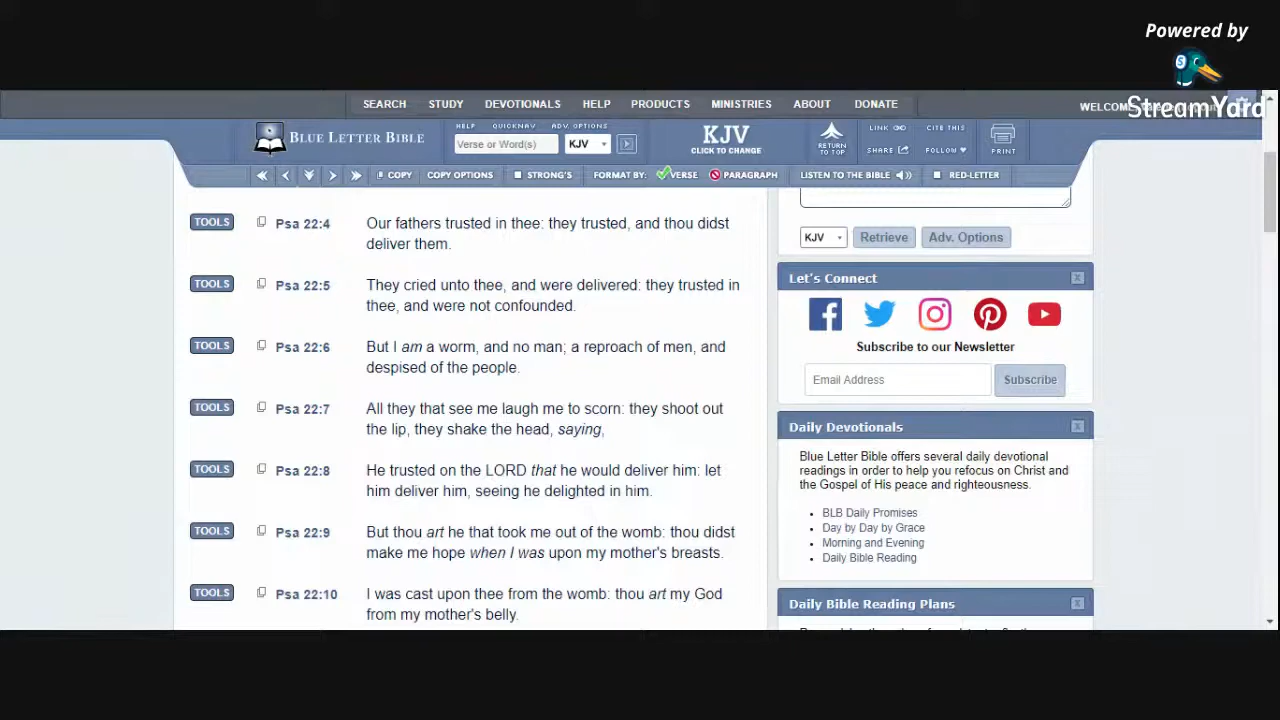 Powered by
StreamYard
SEARCH STUDY DEVOTIONALS HELP PRODUCTS MINISTRIES ABOUT DONATE WELCOME
BLUE LETTER BIBLE
HELP QUICKNAV ADV. OPTIONS
Verse or Word(s) KJV
KJV
CLICK TO CHANGE
RETURN
TO TOP
LINK CITE THIS
SHARE FOLLOW
PRINT
COPY COPY OPTIONS STRONG'S FORMAT BY: VERSE PARAGRAPH LISTEN TO THE BIBLE RED-LETTER
TOOLS Psa 22:4 Our fathers trusted in thee: they trusted, and thou didst
deliver them.
TOOLS Psa 22:5 They cried unto thee, and were delivered: they trusted in
thee, and were not confounded.
TOOLS Psa 22:6 But I am a worm, and no man; a reproach of men, and
despised of the people.
TOOLS Psa 22:7 All they that see me laugh me to scorn: they shoot out
the lip, they shake the head, saying,
TOOLS Psa 22:8 He trusted on the LORD that he would deliver him: let
him deliver him, seeing he delighted in him.
TOOLS Psa 22:9 But thou art he that took me out of the womb: thou didst
make me hope when I was upon my mother's breasts.
TOOLS Psa 22:10 I was cast upon thee from the womb: thou art my God
from my mother's belly.
KJV Retrieve Adv. Options
Let's Connect
Subscribe to our Newsletter
Email Address Subscribe
Daily Devotionals
Blue Letter Bible offers several daily devotional
readings in order to help you refocus on Christ and
the Gospel of His peace and righteousness.
BLB Daily Promises
Day by Day by Grace
Morning and Evening
Daily Bible Reading
Daily Bible Reading Plans